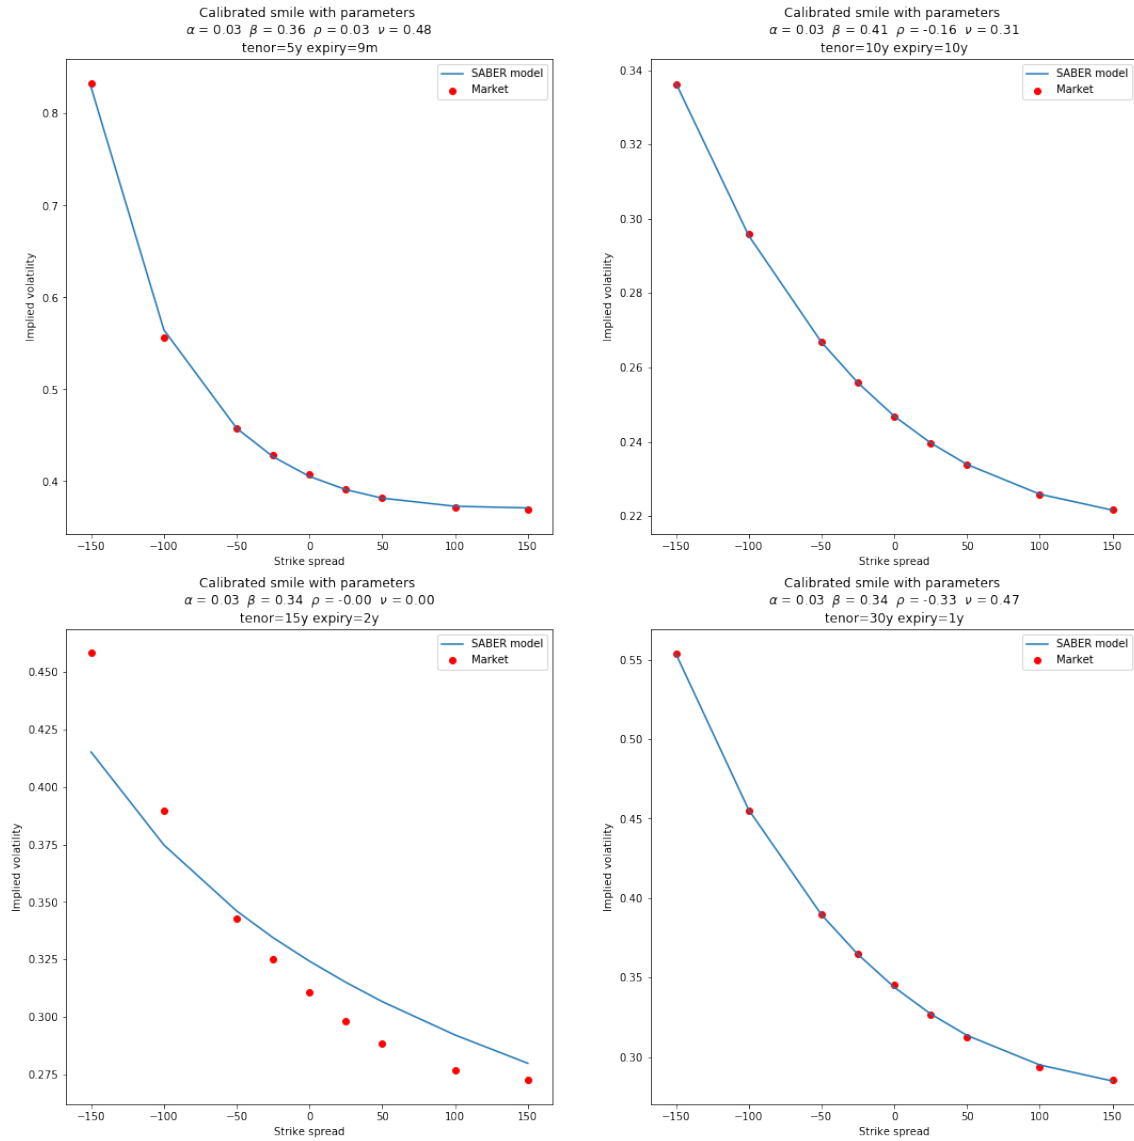 Calibrated smile with parameters
α = 0.03 β = 0.36 ρ = 0.03 ν = 0.48
tenor=5y expiry=9m
SABER model
Market
0.8
0.7
0.6
0.5
0.4
Implied volatility
−150 −100 −50 0 50 100 150
Strike spread
Calibrated smile with parameters
α = 0.03 β = 0.41 ρ = -0.16 ν = 0.31
tenor=10y expiry=10y
SABER model
Market
0.34
0.32
0.30
0.28
0.26
0.24
0.22
Implied volatility
−150 −100 −50 0 50 100 150
Strike spread
Calibrated smile with parameters
α = 0.03 β = 0.34 ρ = -0.00 ν = 0.00
tenor=15y expiry=2y
SABER model
Market
0.450
0.425
0.400
0.375
0.350
0.325
0.300
0.275
Implied volatility
−150 −100 −50 0 50 100 150
Strike spread
Calibrated smile with parameters
α = 0.03 β = 0.34 ρ = -0.33 ν = 0.47
tenor=30y expiry=1y
SABER model
Market
0.55
0.50
0.45
0.40
0.35
0.30
Implied volatility
−150 −100 −50 0 50 100 150
Strike spread